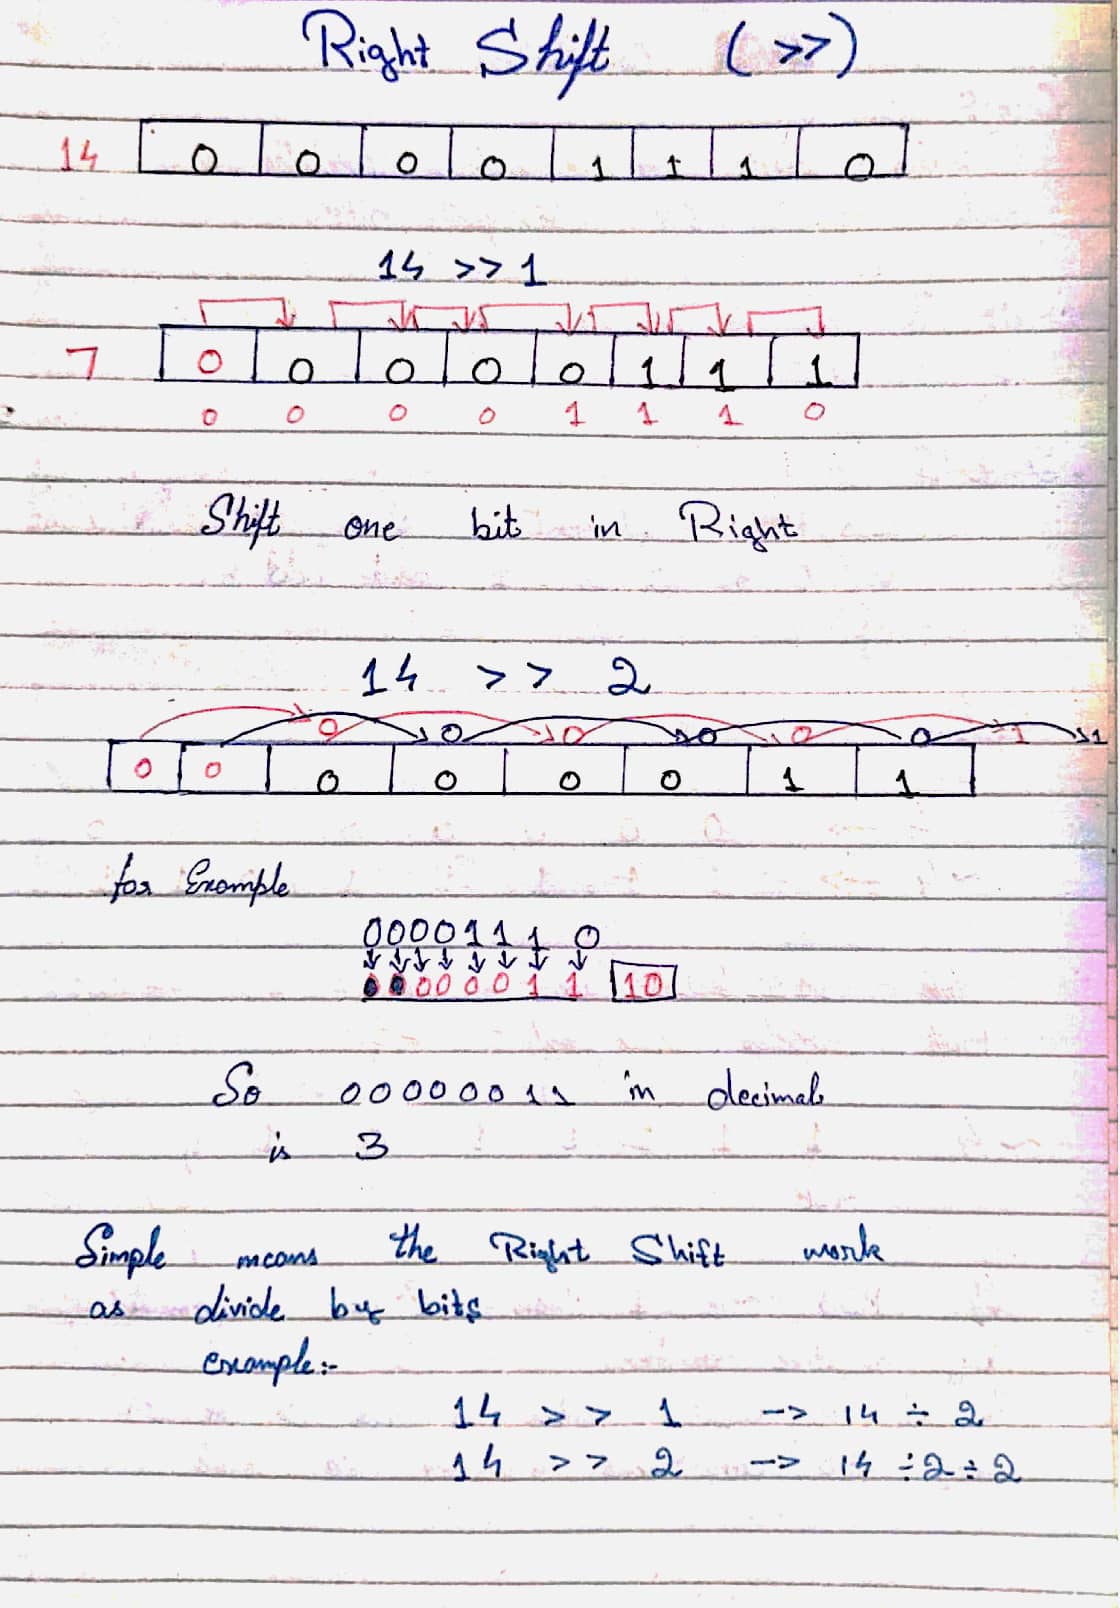 Right Shift (>>)
14 0 0 0 0 1 1 1 0
14 >> 1
7 0 0 0 0 0 1 1 1
0 0 0 0 1 1 1 0
Shift one bit in Right
14 >> 2
0 0 0 0 0 0 1 1
0 0 0 0 0 0 1 1
for Example
00001110
00000011 10
So 00000011 in decimal
is 3
Simple means the Right Shift work
as divide by bits
example:-
14 >> 1 -> 14 ÷ 2
14 >> 2 -> 14 ÷ 2 ÷ 2